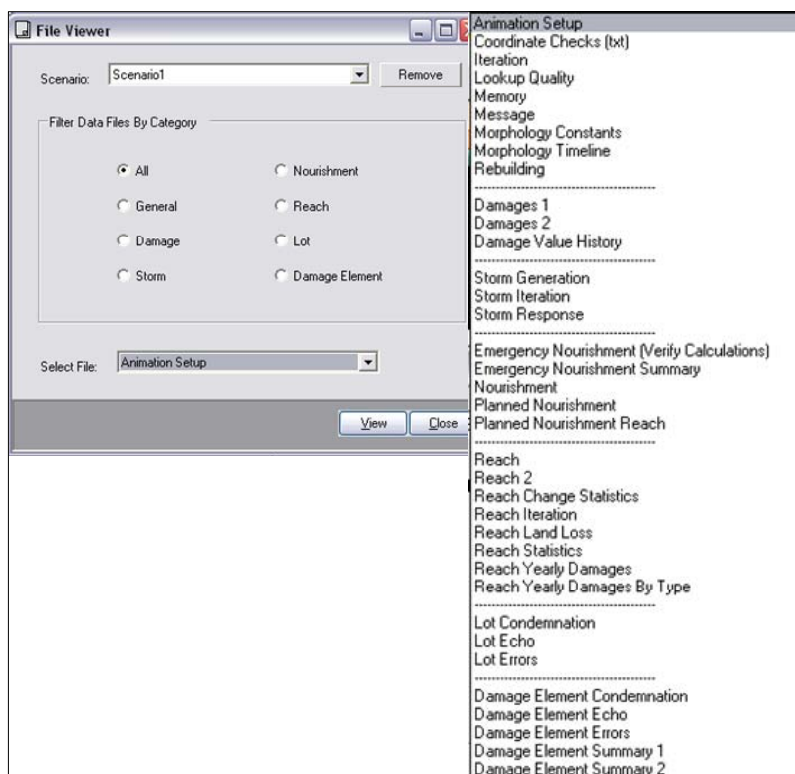 File Viewer
Scenario: Scenario1 Remove
Filter Data Files By Category
All Nourishment
General Reach
Damage Lot
Storm Damage Element
Select File: Animation Setup
View Close
Animation Setup
Coordinate Checks (txt)
Iteration
Lookup Quality
Memory
Message
Morphology Constants
Morphology Timeline
Rebuilding
Damages 1
Damages 2
Damage Value History
Storm Generation
Storm Iteration
Storm Response
Emergency Nourishment (Verify Calculations)
Emergency Nourishment Summary
Nourishment
Planned Nourishment
Planned Nourishment Reach
Reach
Reach 2
Reach Change Statistics
Reach Iteration
Reach Land Loss
Reach Statistics
Reach Yearly Damages
Reach Yearly Damages By Type
Lot Condemnation
Lot Echo
Lot Errors
Damage Element Condemnation
Damage Element Echo
Damage Element Errors
Damage Element Summary 1
Damage Element Summary 2